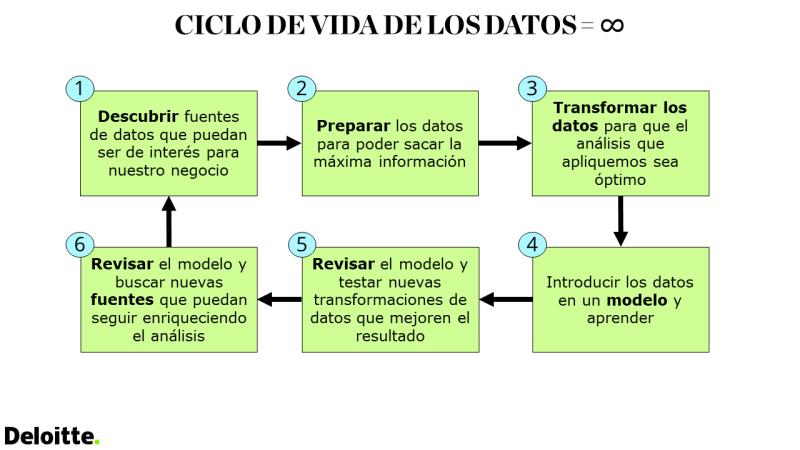 CICLO DE VIDA DE LOS DATOS = ∞
1
Descubrir fuentes
de datos que puedan
ser de interés para
nuestro negocio
2
Preparar los datos
para poder sacar la
máxima información
3
Transformar los
datos para que el
análisis que
apliquemos sea
óptimo
4
Introducir los datos
en un modelo y
aprender
5
Revisar el modelo y
testar nuevas
transformaciones de
datos que mejoren el
resultado
6
Revisar el modelo y
buscar nuevas
fuentes que puedan
seguir enriqueciendo
el análisis
Deloitte.